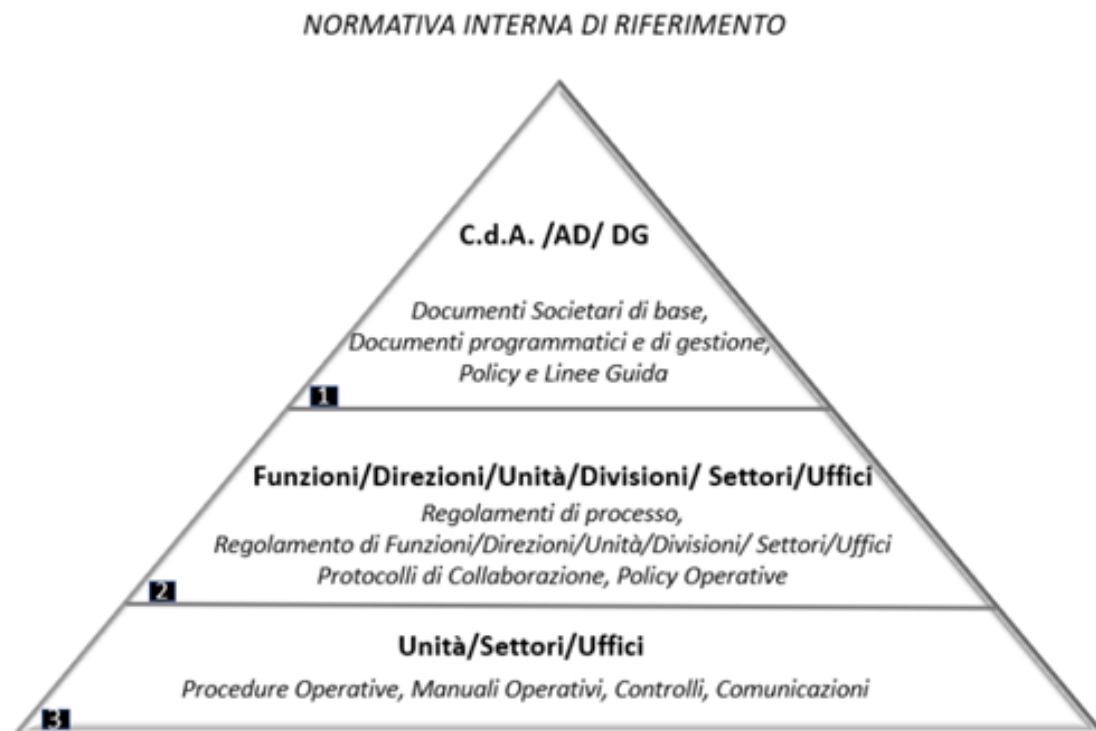 NORMATIVA INTERNA DI RIFERIMENTO
C.d.A. /AD/ DG
Documenti Societari di base,
Documenti programmatici e di gestione,
Policy e Linee Guida
1
Funzioni/Direzioni/Unità/Divisioni/ Settori/Uffici
Regolamenti di processo,
Regolamento di Funzioni/Direzioni/Unità/Divisioni/ Settori/Uffici
Protocolli di Collaborazione, Policy Operative
2
Unità/Settori/Uffici
Procedure Operative, Manuali Operativi, Controlli, Comunicazioni
3